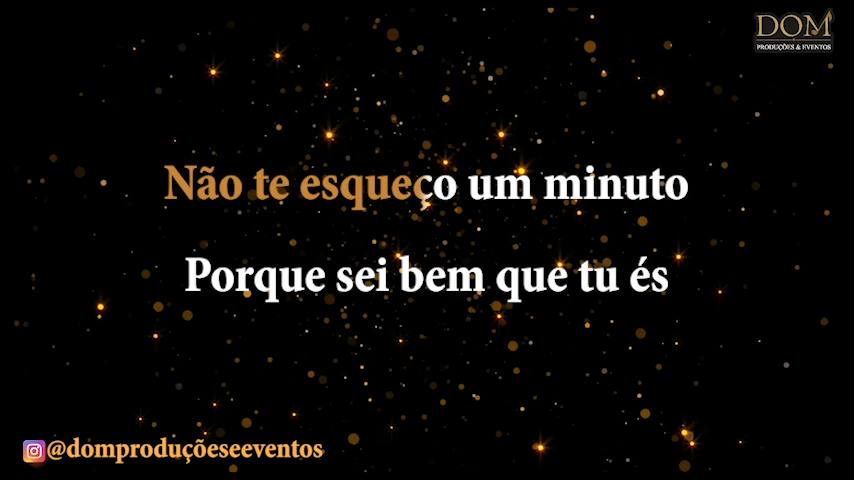 DOM
PRODUÇÕES & EVENTOS
Não te esqueço um minuto
Porque sei bem que tu és
@domproduçõeseeventos